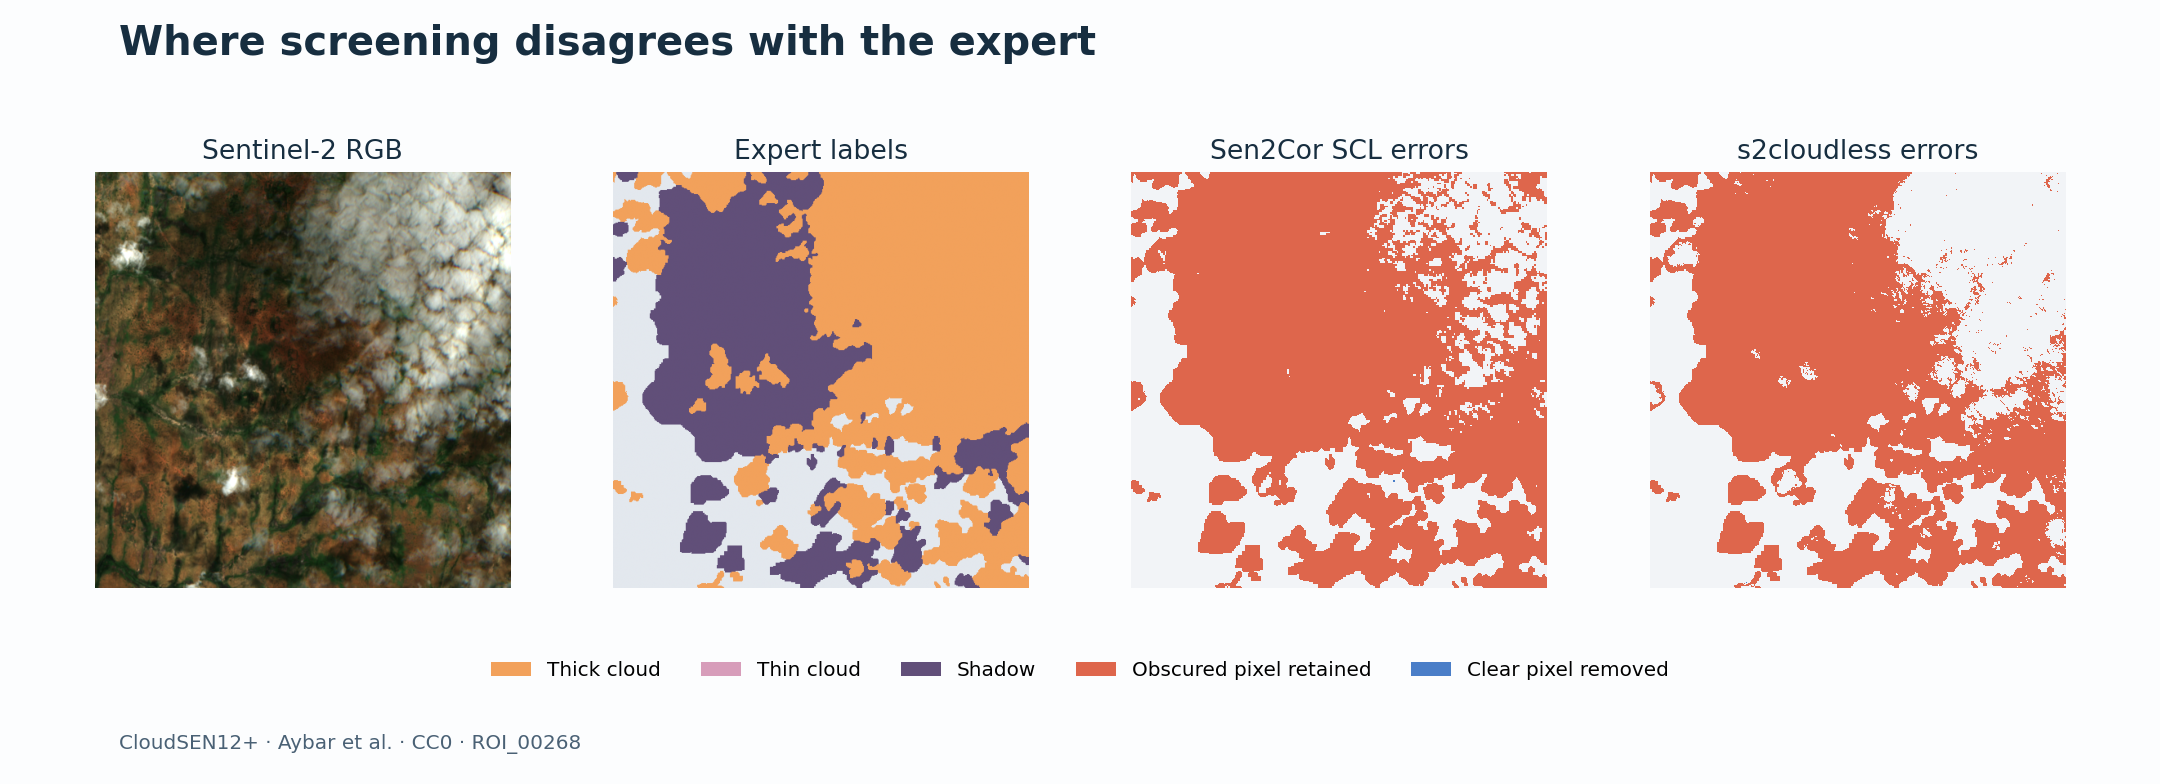 Where screening disagrees with the expert
Sentinel-2 RGB
Expert labels
Sen2Cor SCL errors
s2cloudless errors
Thick cloud
Thin cloud
Shadow
Obscured pixel retained
Clear pixel removed
CloudSEN12+ · Aybar et al. · CC0 · ROI_00268